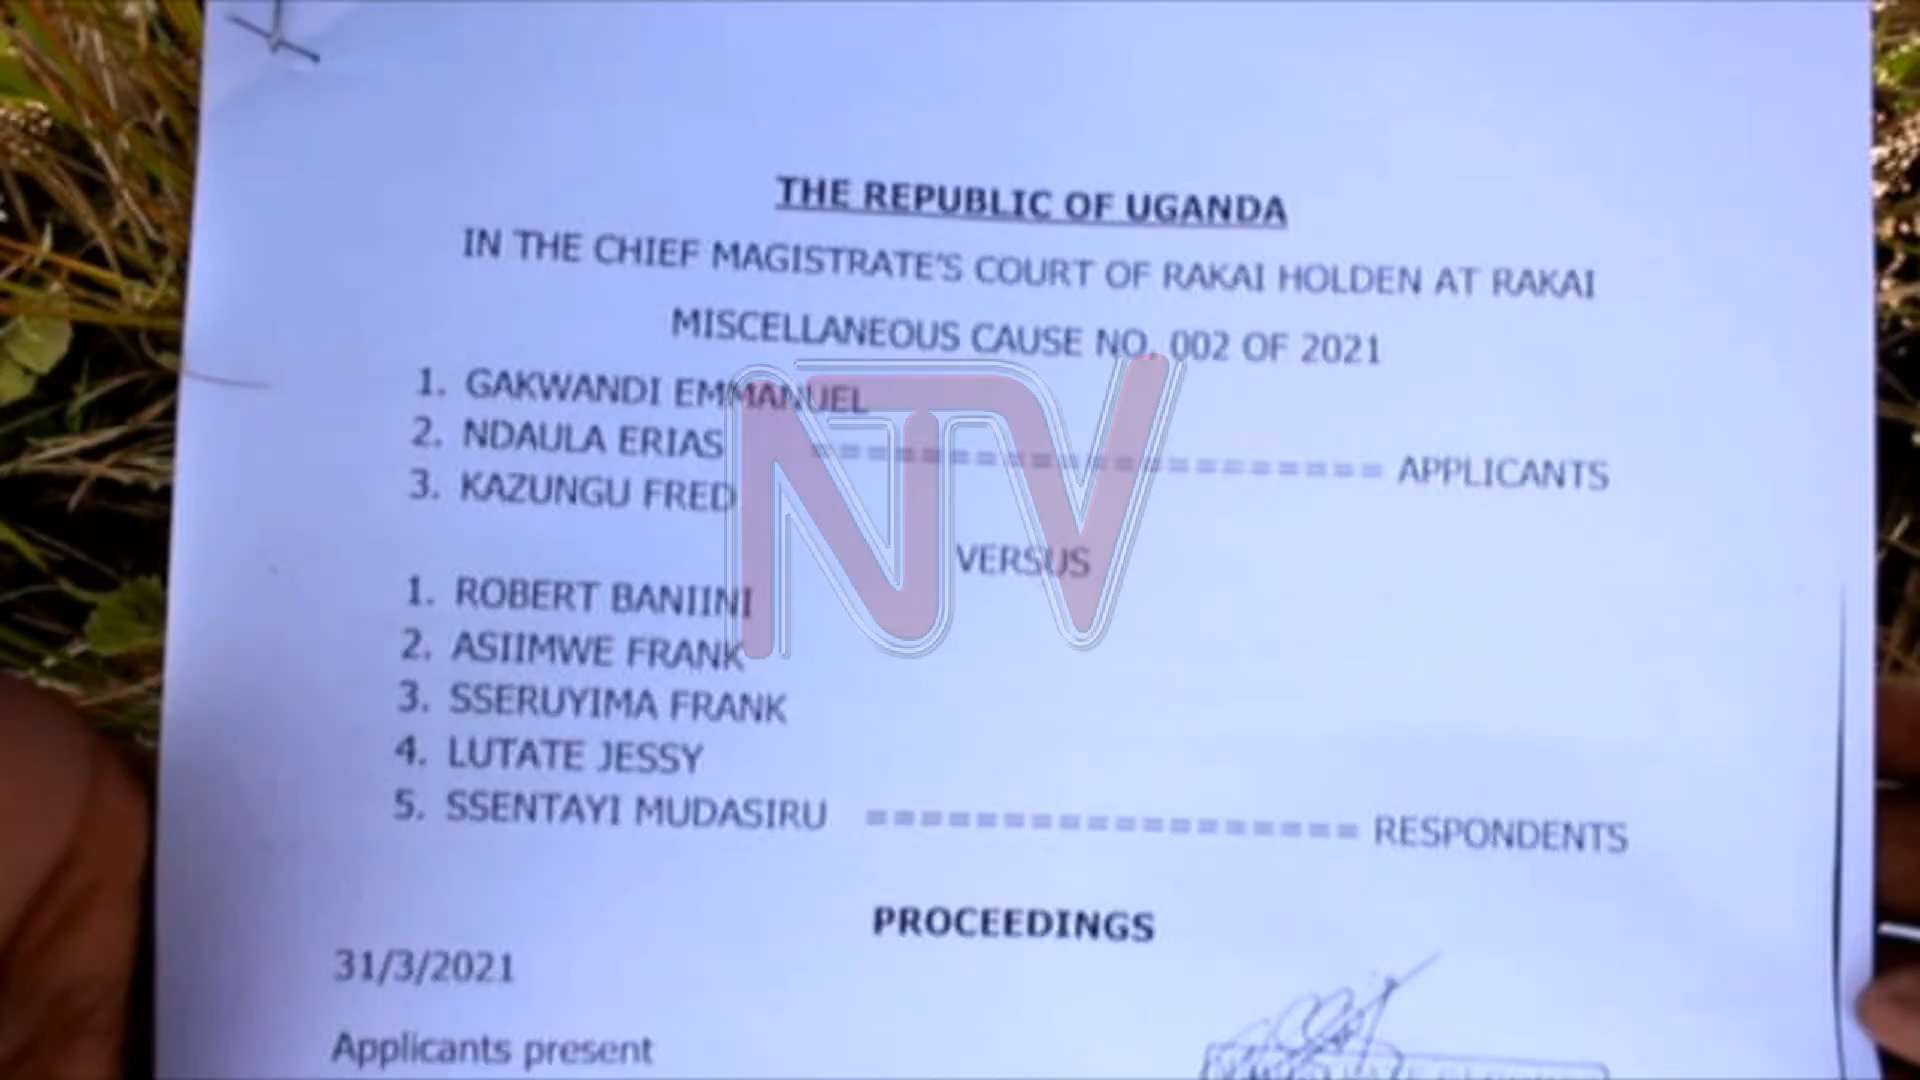 THE REPUBLIC OF UGANDA
IN THE CHIEF MAGISTRATE'S COURT OF RAKAI HOLDEN AT RAKAI
MISCELLANEOUS CAUSE NO. 002 OF 2021
1. GAKWANDI EMMANUEL
2. NDAULA ERIAS ===================== APPLICANTS
3. KAZUNGU FRED
NTV
VERSUS
1. ROBERT BANIINI
2. ASIIMWE FRANK
3. SSERUYIMA FRANK
4. LUTATE JESSY
5. SSENTAYI MUDASIRU ================== RESPONDENTS
PROCEEDINGS
31/3/2021
Applicants present